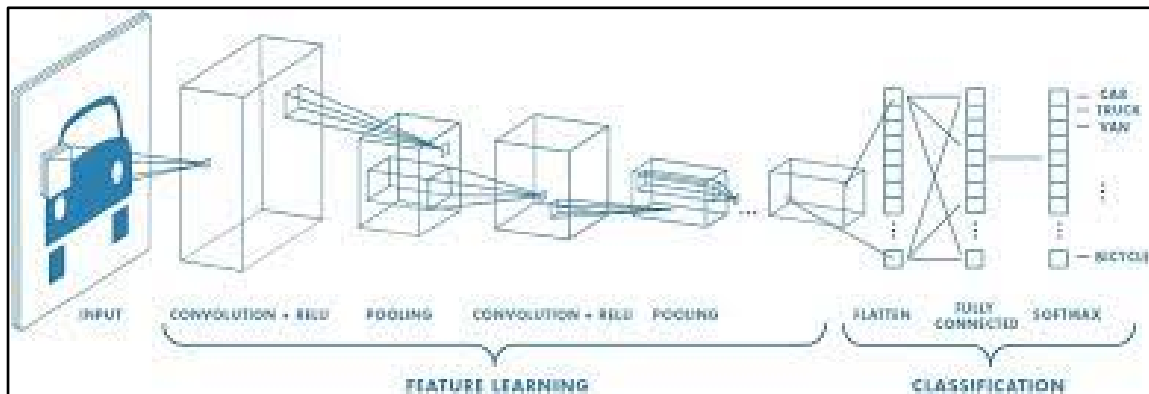 CAR
TRUCK
VAN
BICYCLE
INPUT
CONVOLUTION + RELU
POOLING
CONVOLUTION + RELU
POOLING
FLATTEN
FULLY
CONNECTED
SOFTMAX
FEATURE LEARNING
CLASSIFICATION